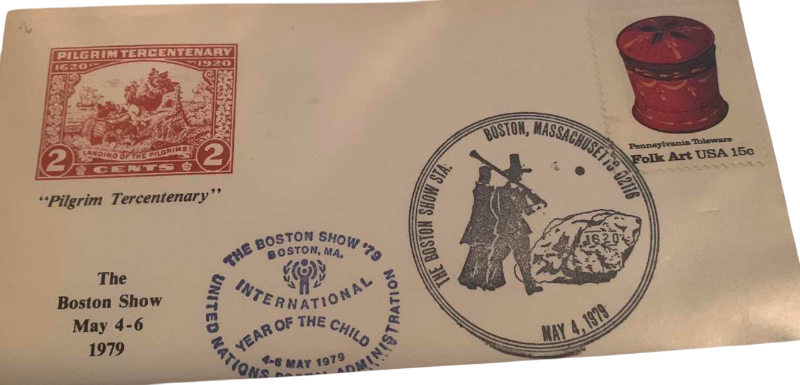 PILGRIM TERCENTENARY
1620 1920
LANDING OF THE PILGRIMS
2 CENTS 2
"Pilgrim Tercentenary"
The
Boston Show
May 4-6
1979
THE BOSTON SHOW '79
BOSTON, MA.
INTERNATIONAL
YEAR OF THE CHILD
4-6 MAY 1979
UNITED NATIONS POSTAL ADMINISTRATION
THE BOSTON SHOW STA.
BOSTON, MASSACHUSETTS 02116
1620
MAY 4, 1979
Pennsylvania Toleware
Folk Art USA 15c